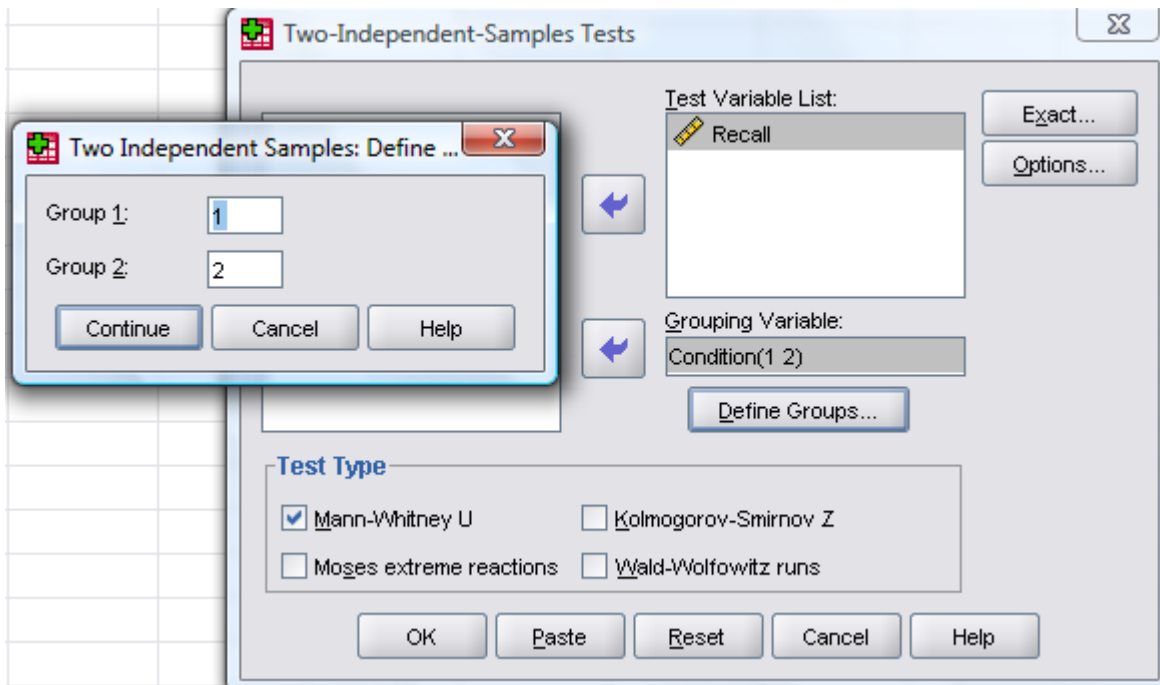 Two-Independent-Samples Tests
Test Variable List:
Recall
Exact...
Options...
Two Independent Samples: Define ...
Group 1:
1
Group 2:
2
Continue
Cancel
Help
Grouping Variable:
Condition(1 2)
Define Groups...
Test Type
Mann-Whitney U
Kolmogorov-Smirnov Z
Moses extreme reactions
Wald-Wolfowitz runs
OK
Paste
Reset
Cancel
Help